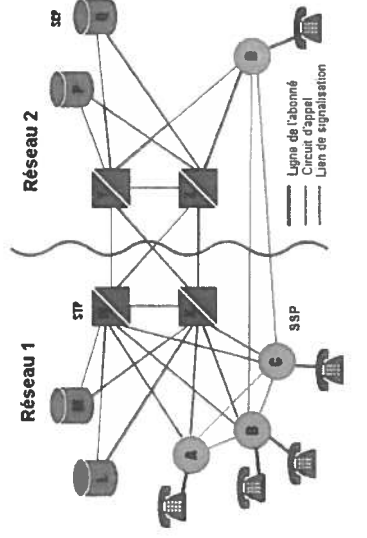 Réseau 1
Réseau 2
SCP
STP
L
M
P
Q
A
B
C
D
SSP
Ligne de l'abonné
Circuit d'appel
Lien de signalisation